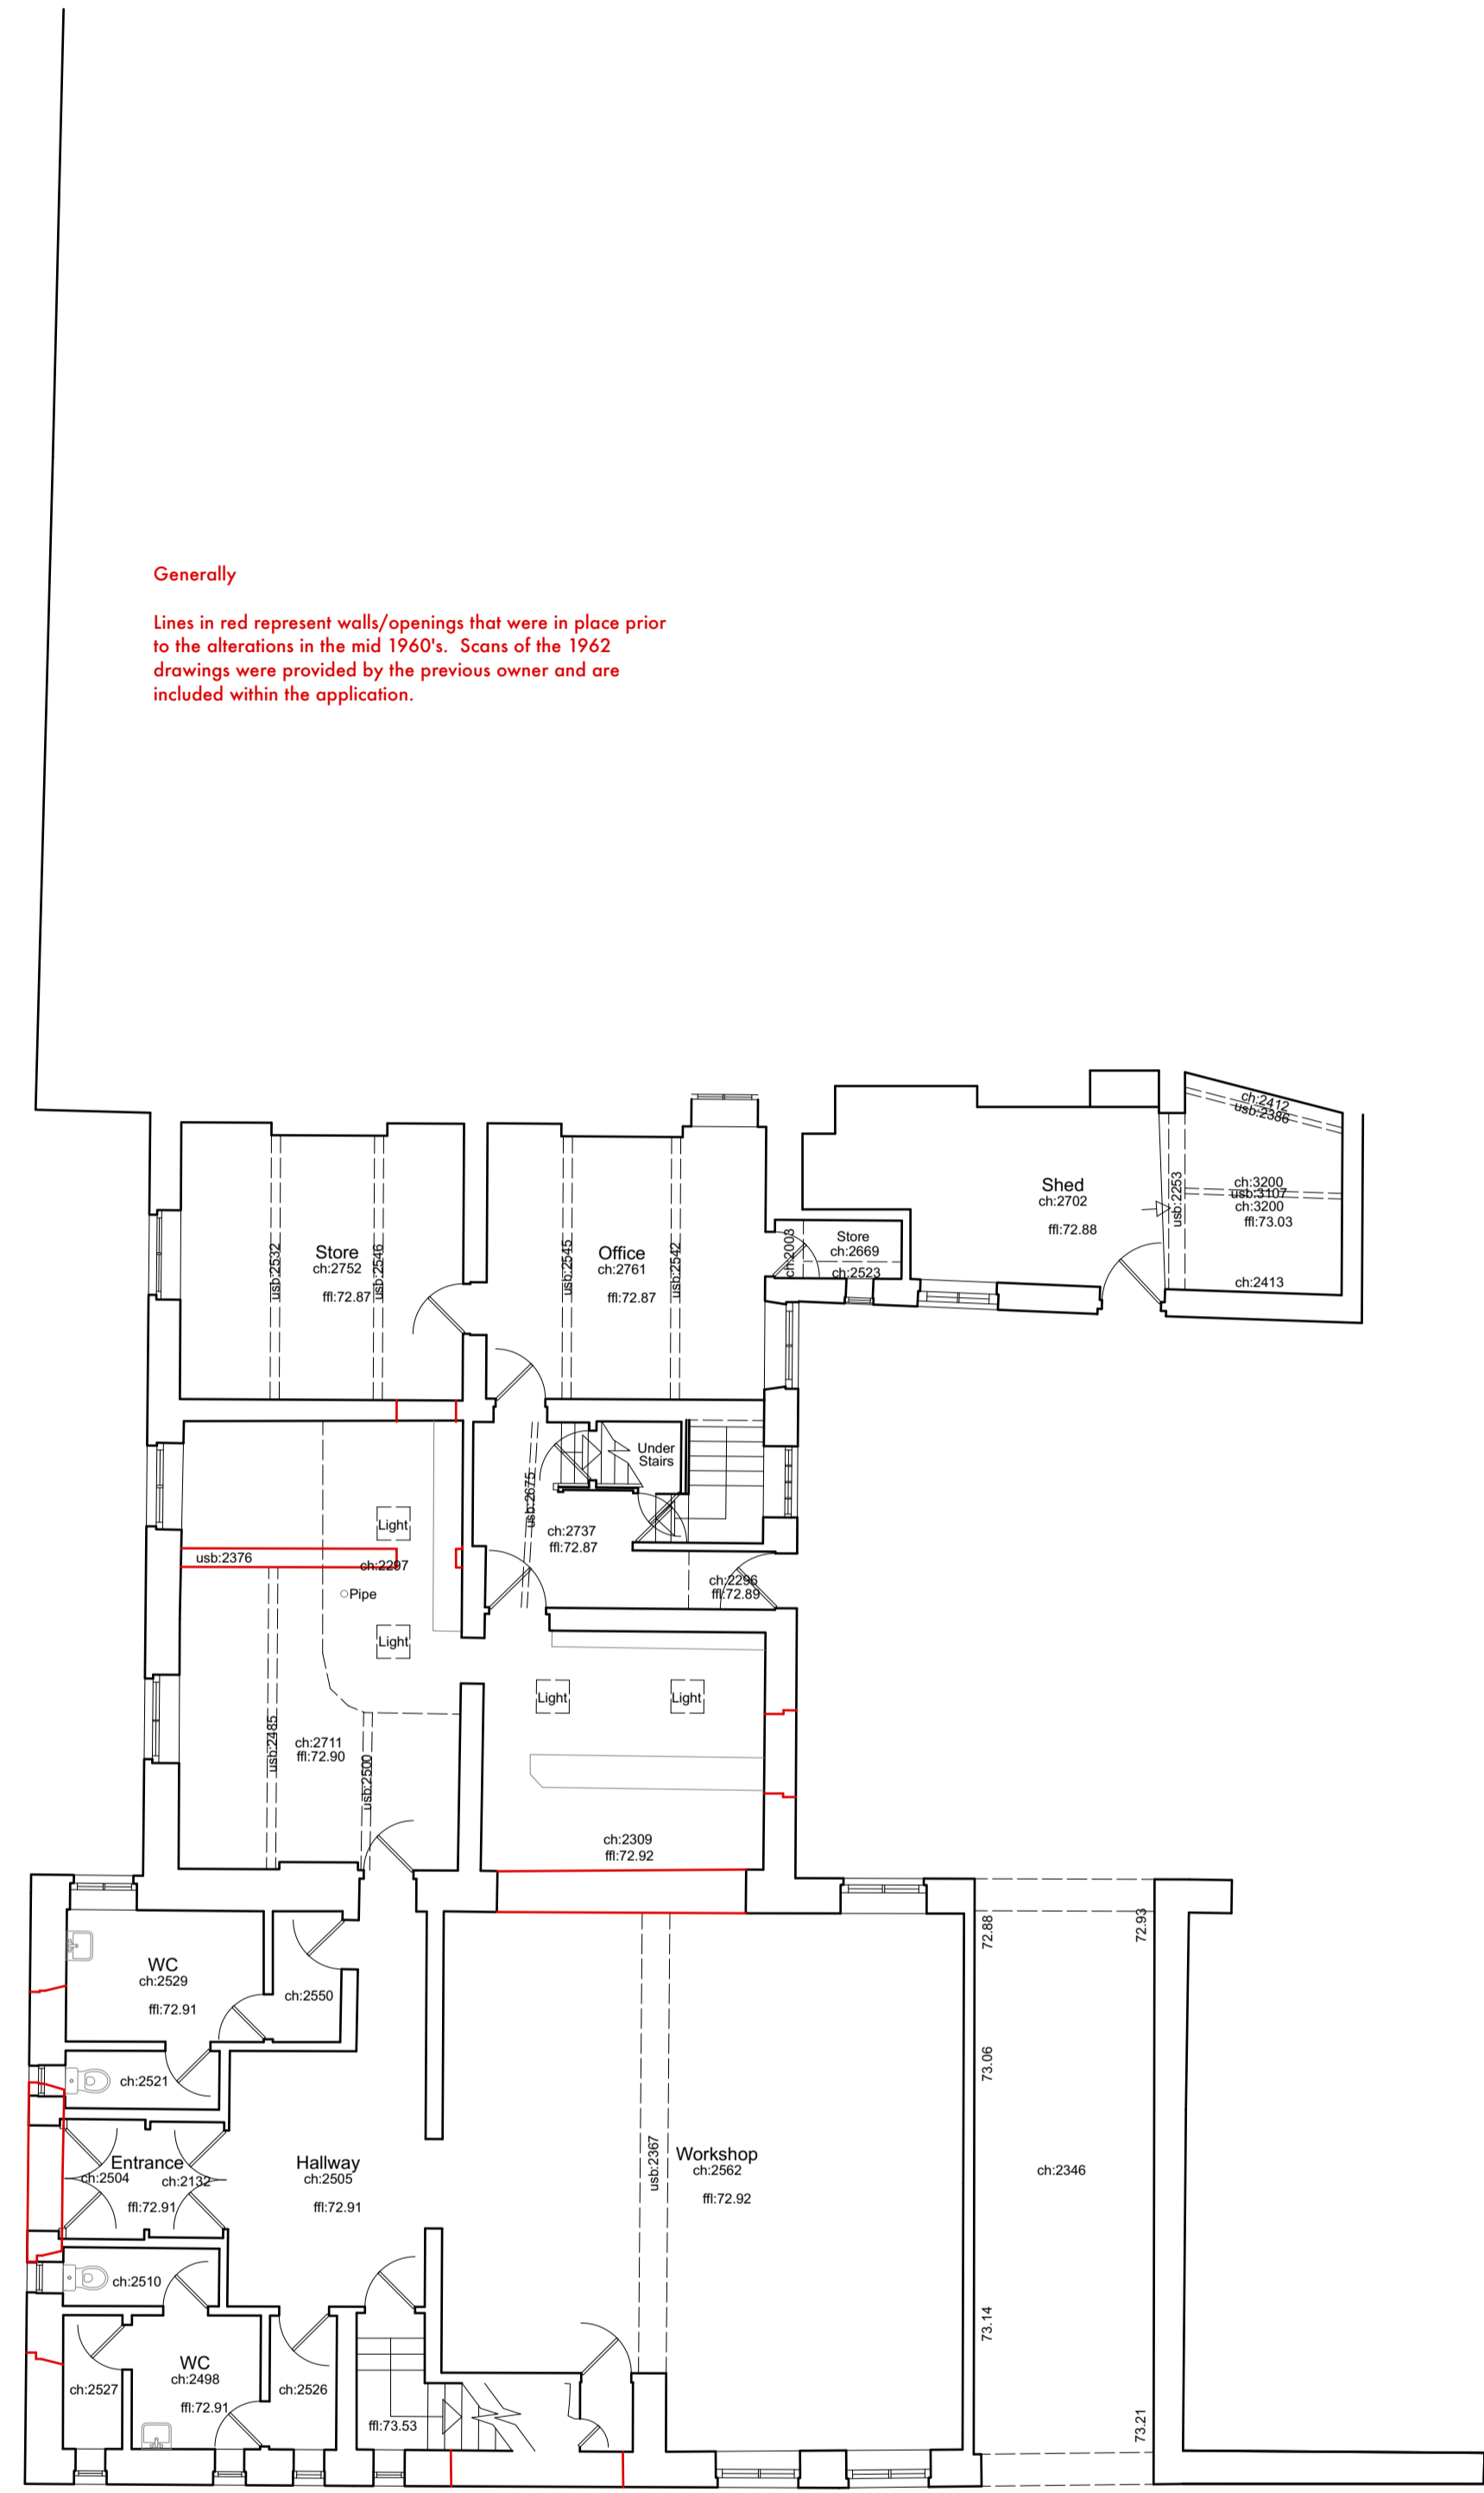 Generally
Lines in red represent walls/openings that were in place prior
to the alterations in the mid 1960's. Scans of the 1962
drawings were provided by the previous owner and are
included within the application.
ch:2412
usb:2386
Shed
ch:2702
ffl:72.88
usb:2253
ch:3200
usb:3107
ch:3200
ffl:73.03
ch:2413
Store
ch:2752
ffl:72.87
usb:2532
usb:2546
Office
ch:2761
ffl:72.87
usb:2545
usb:2542
ch:2003
Store
ch:2669
ch:2523
Under
Stairs
usb:2675
ch:2737
ffl:72.87
ch:2296
ffl:72.89
Light
usb:2376
ch:2297
Pipe
Light
Light
Light
usb:2485
ch:2711
ffl:72.90
usb:2500
ch:2309
ffl:72.92
WC
ch:2529
ffl:72.91
ch:2550
ch:2521
Entrance
ch:2504
ch:2132
ffl:72.91
Hallway
ch:2505
ffl:72.91
usb:2367
Workshop
ch:2562
ffl:72.92
72.88
72.93
73.06
ch:2346
73.14
73.21
ch:2510
WC
ch:2498
ffl:72.91
ch:2527
ch:2526
ffl:73.53